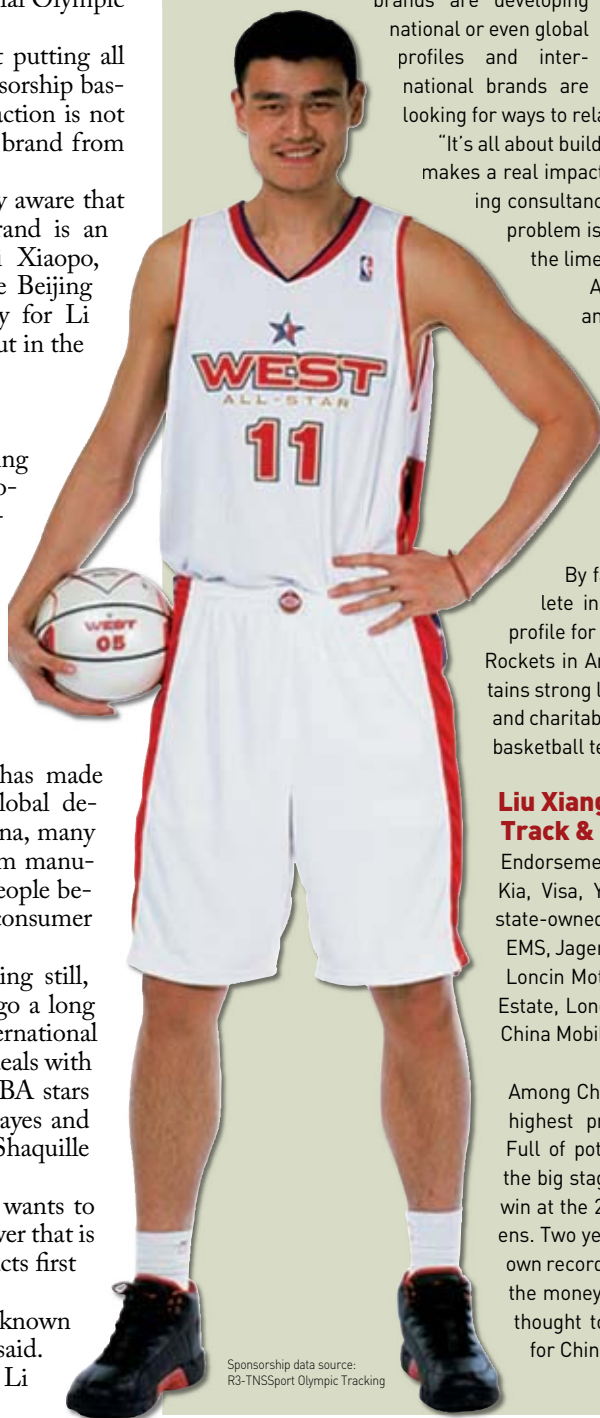 al Olympic
putting all
sorship bas-
action is not
brand from
aware that
and is an
Xiaopo,
Beijing
y for Li
ut in the
ing
o-
has made
lobal de-
na, many
m manu-
eople be-
consumer
ing still,
go a long
ernational
eals with
BA stars
ayes and
Shaquille
wants to
ver that is
cts first
known
said.
Li
WEST
ALL-STAR
11
WEST
05
Sponsorship data source:
R3-TNSSport Olympic Tracking
brands are developing
national or even global
profiles and inter-
national brands are
looking for ways to rela
"It's all about build
makes a real impact
ing consultanc
problem is
the lime
A
an
By f
lete in
profile for
Rockets in A
tains strong l
and charitab
basketball te
Liu Xiang
Track &
Endorseme
Kia, Visa, Y
state-owned
EMS, Jager
Loncin Mot
Estate, Lon
China Mobi
Among Ch
highest pr
Full of pot
the big stag
win at the 2
ens. Two ye
own record
the money
thought to
for Chin